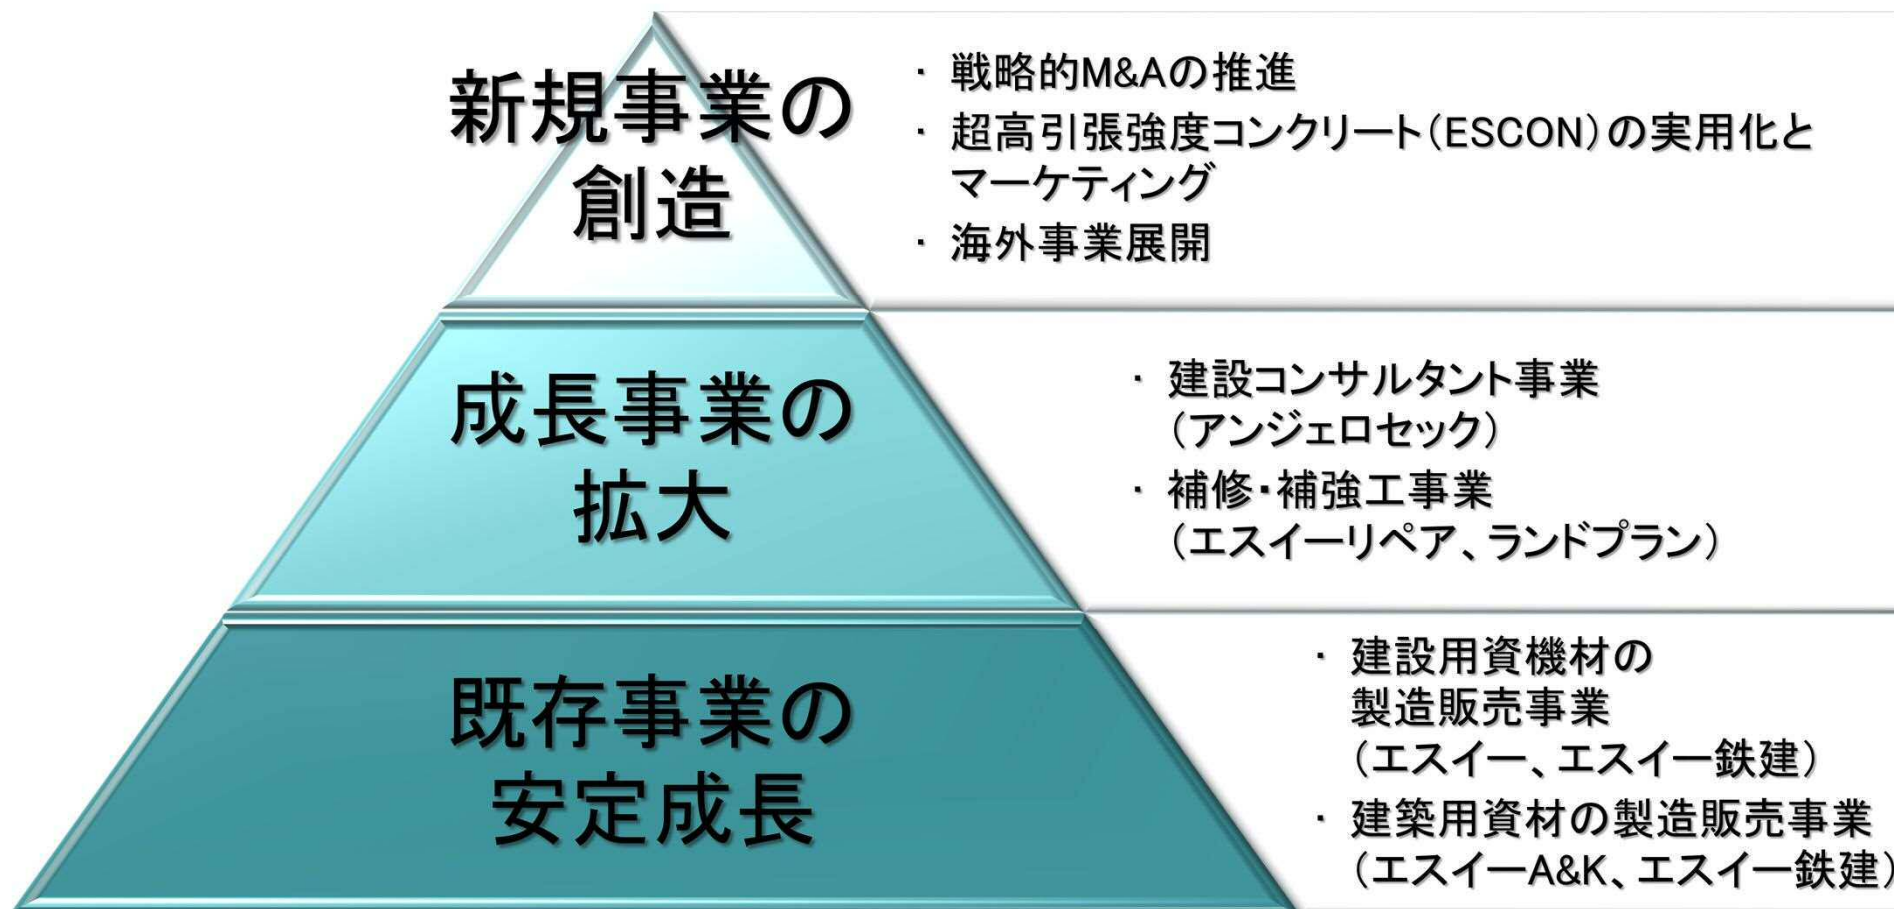 新規事業の
創造
・ 戦略的M&Aの推進
・ 超高引張強度コンクリート（ESCON）の実用化と
マーケティング
・ 海外事業展開
成長事業の
拡大
・ 建設コンサルタント事業
（アンジェロセック）
・ 補修・補強工事業
（エスイーリペア、ランドプラン）
既存事業の
安定成長
・ 建設用資機材の
製造販売事業
（エスイー、エスイー鉄建）
・ 建築用資材の製造販売事業
（エスイーA&K、エスイー鉄建）